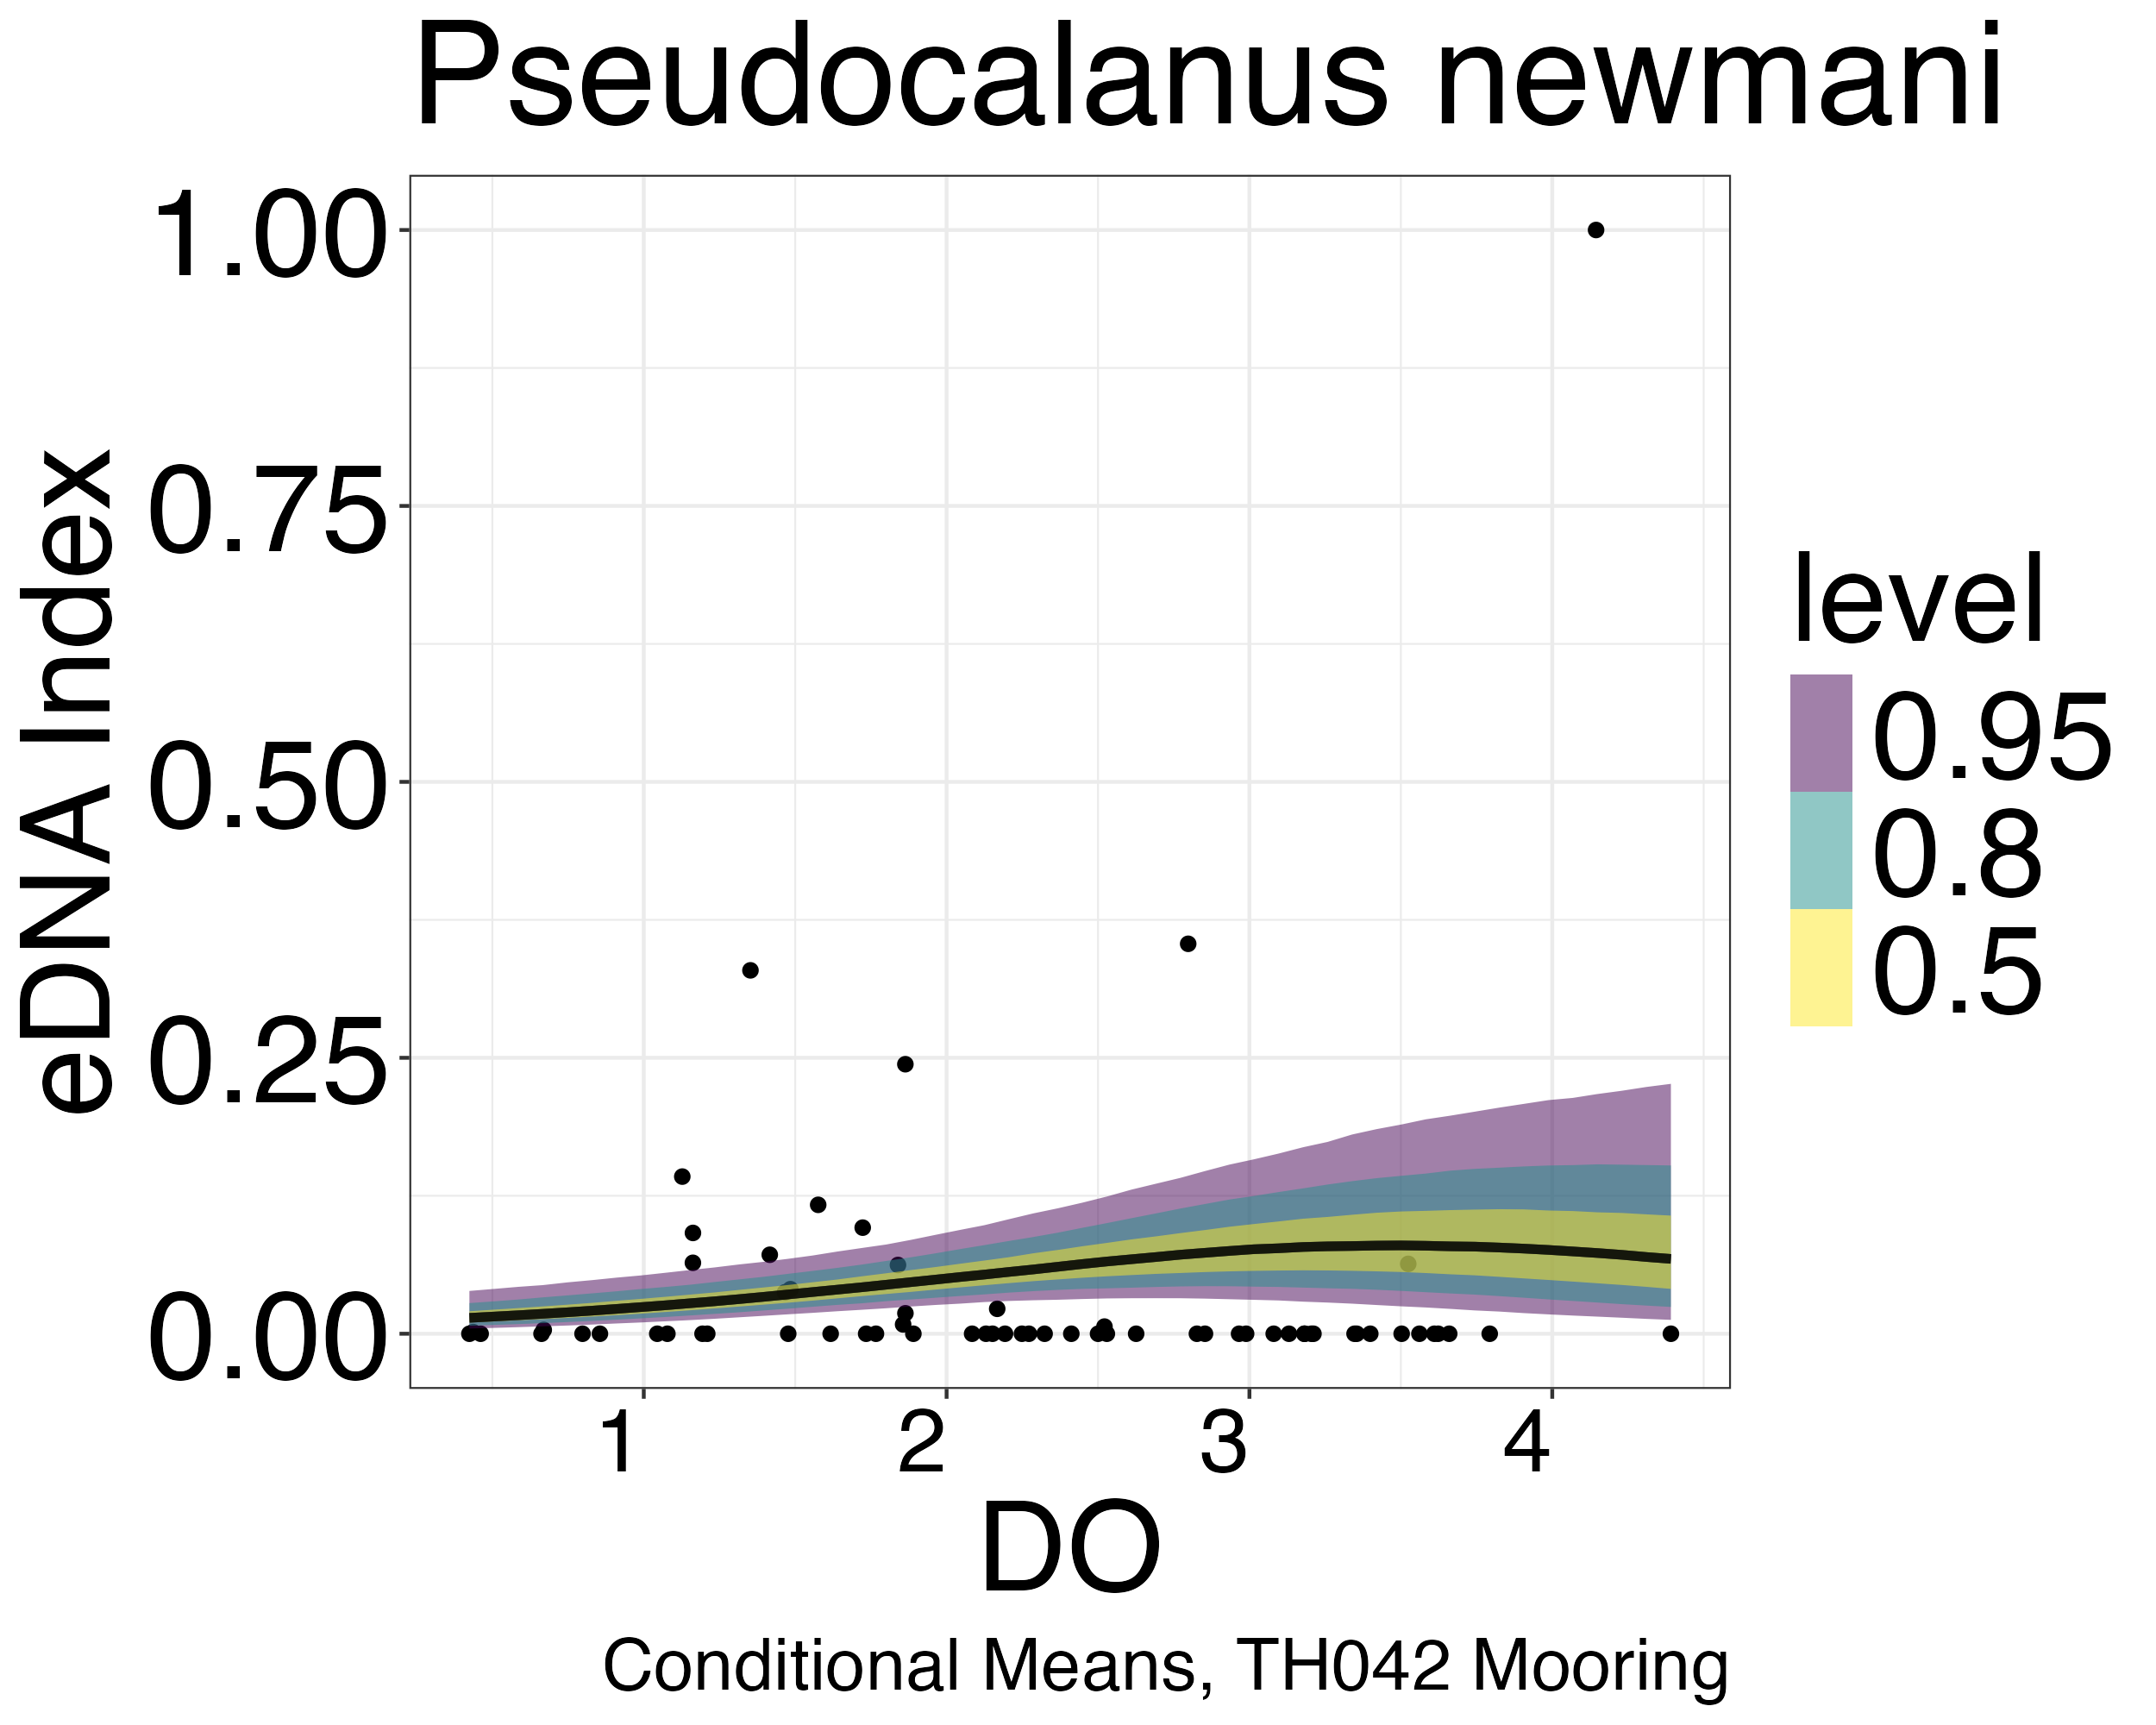 Pseudocalanus newmani
eDNA Index
1.00
0.75
0.50
0.25
0.00
1 2 3 4
DO
level
0.95
0.8
0.5
Conditional Means, TH042 Mooring